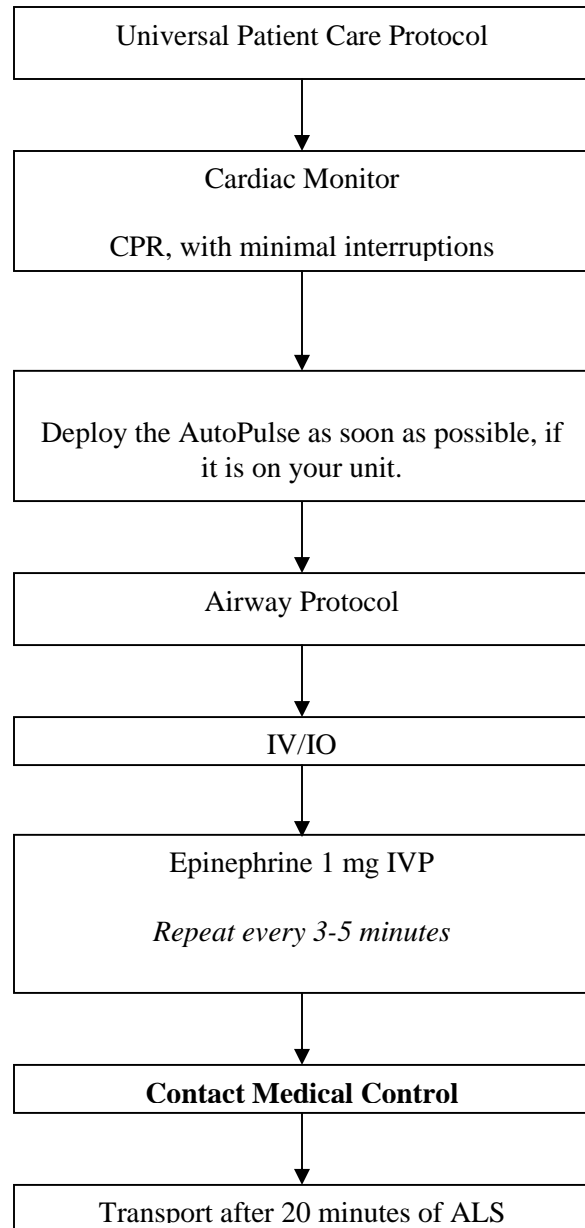 Universal Patient Care Protocol
Cardiac Monitor
CPR, with minimal interruptions
Deploy the AutoPulse as soon as possible, if
it is on your unit.
Airway Protocol
IV/IO
Epinephrine 1 mg IVP
Repeat every 3-5 minutes
Contact Medical Control
Transport after 20 minutes of ALS